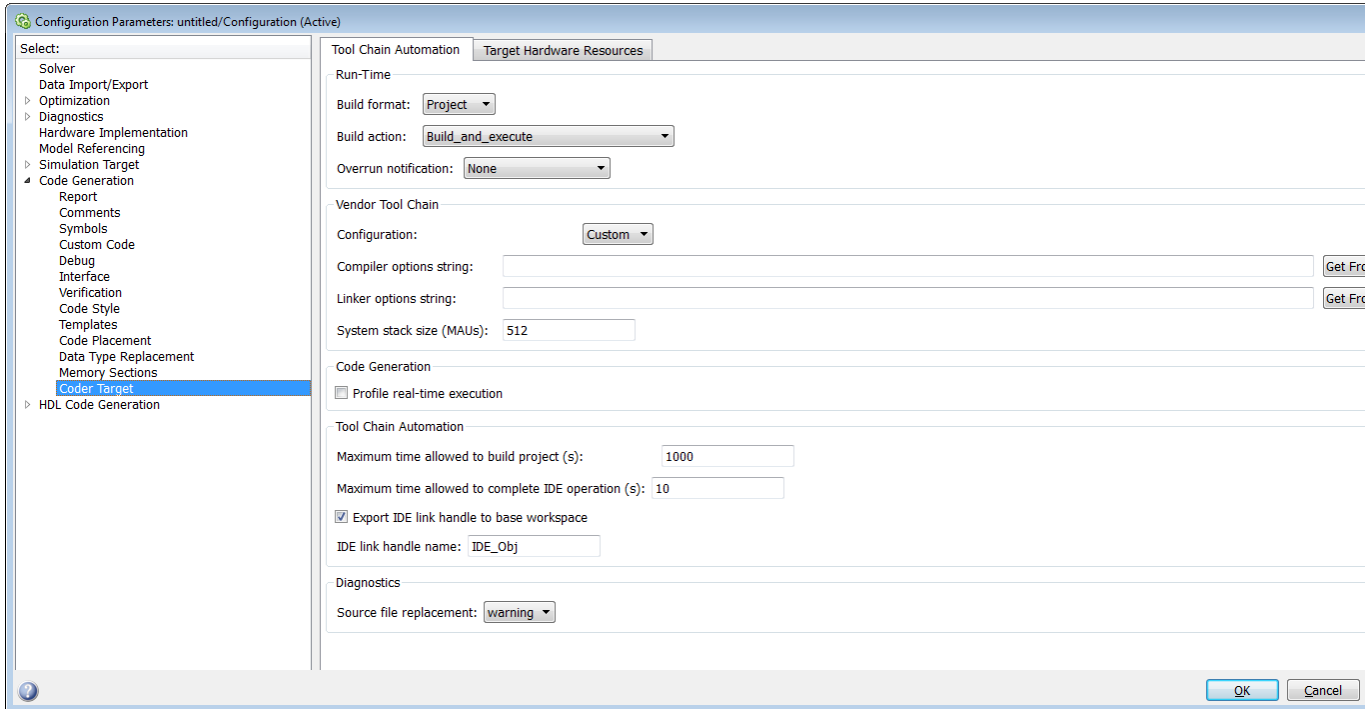 Configuration Parameters: untitled/Configuration (Active)
Select:
Solver
Data Import/Export
Optimization
Diagnostics
Hardware Implementation
Model Referencing
Simulation Target
Code Generation
Report
Comments
Symbols
Custom Code
Debug
Interface
Verification
Code Style
Templates
Code Placement
Data Type Replacement
Memory Sections
Coder Target
HDL Code Generation
Tool Chain Automation Target Hardware Resources
Run-Time
Build format: Project
Build action: Build_and_execute
Overrun notification: None
Vendor Tool Chain
Configuration: Custom
Compiler options string: Get Fro
Linker options string: Get Fro
System stack size (MAUs): 512
Code Generation
Profile real-time execution
Tool Chain Automation
Maximum time allowed to build project (s): 1000
Maximum time allowed to complete IDE operation (s): 10
Export IDE link handle to base workspace
IDE link handle name: IDE_Obj
Diagnostics
Source file replacement: warning
?
OK Cancel